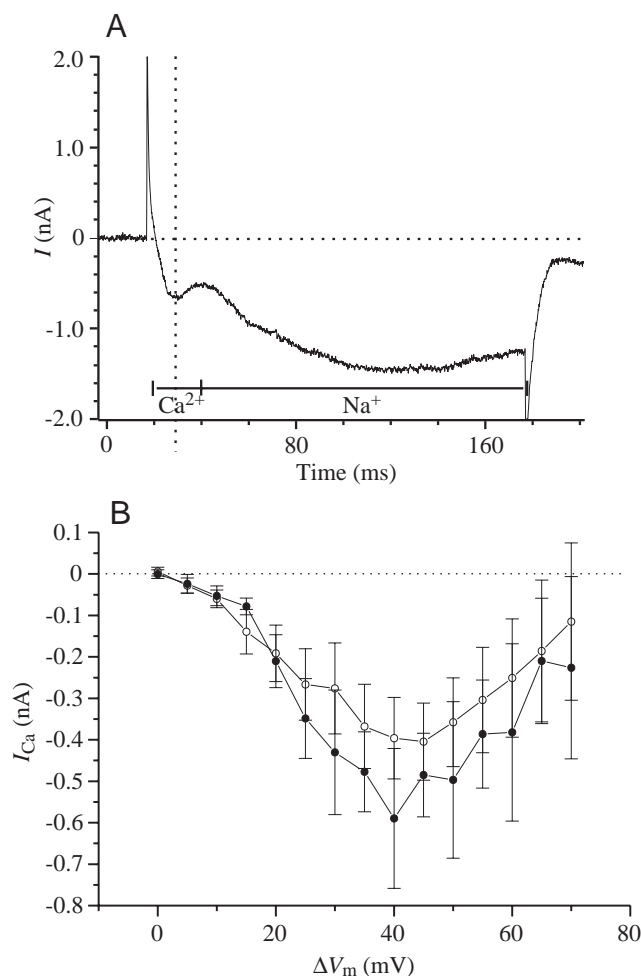 A
2.0
1.0
0
-1.0
-2.0
I (nA)
Ca²⁺
Na⁺
0
80
160
Time (ms)
B
0.1
0
-0.1
-0.2
-0.3
-0.4
-0.5
-0.6
-0.7
-0.8
I_Ca (nA)
0
20
40
60
80
ΔV_m (mV)